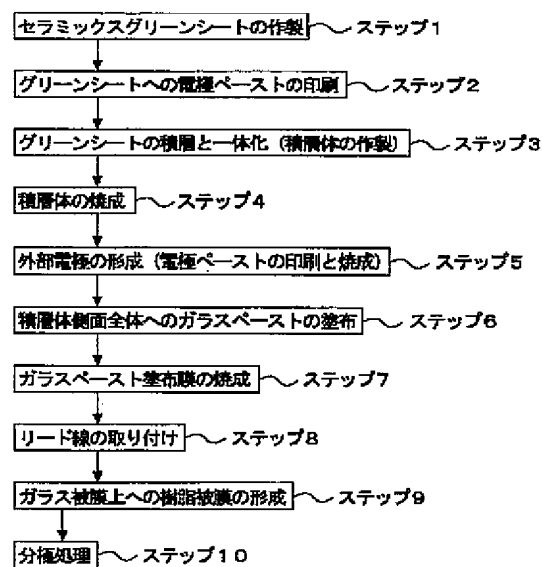 セラミックスグリーンシートの作製 ステップ1
グリーンシートへの電極ペーストの印刷 ステップ2
グリーンシートの積層と一体化(積層体の作製) ステップ3
積層体の焼成 ステップ4
外部電極の形成(電極ペーストの印刷と焼成) ステップ5
積層体側面全体へのガラスペーストの塗布 ステップ6
ガラスペースト塗布膜の焼成 ステップ7
リード線の取り付け ステップ8
ガラス被膜上への樹脂被膜の形成 ステップ9
分極処理 ステップ10